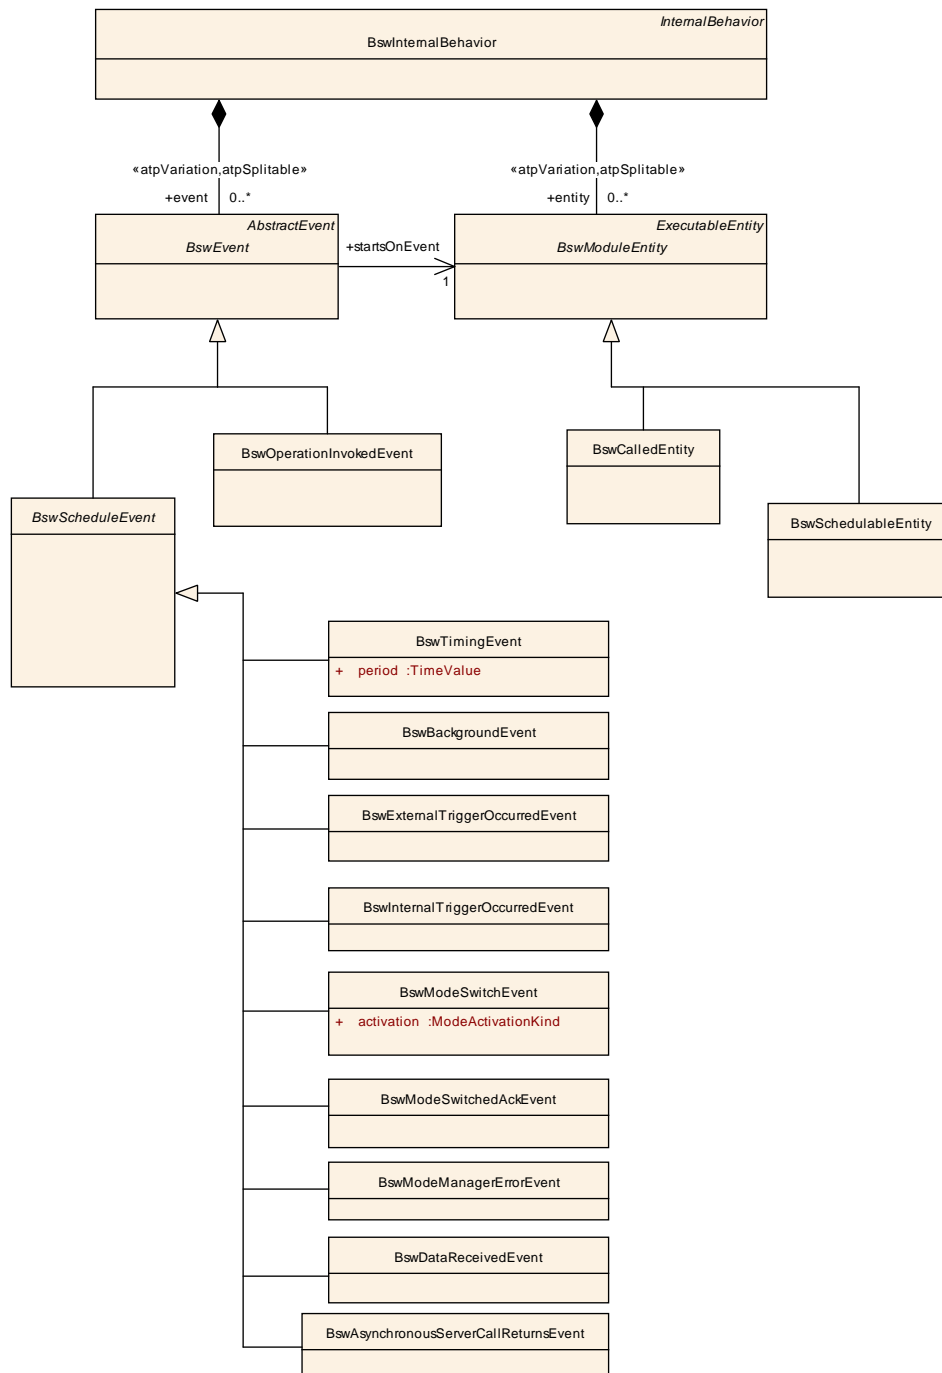 InternalBehavior
BswInternalBehavior
«atpVariation,atpSplitable»
+event 0..*
«atpVariation,atpSplitable»
+entity 0..*
AbstractEvent
BswEvent
+startsOnEvent
1
ExecutableEntity
BswModuleEntity
BswOperationInvokedEvent
BswCalledEntity
BswScheduleEvent
BswSchedulableEntity
BswTimingEvent
+ period :TimeValue
BswBackgroundEvent
BswExternalTriggerOccurredEvent
BswInternalTriggerOccurredEvent
BswModeSwitchEvent
+ activation :ModeActivationKind
BswModeSwitchedAckEvent
BswModeManagerErrorEvent
BswDataReceivedEvent
BswAsynchronousServerCallReturnsEvent